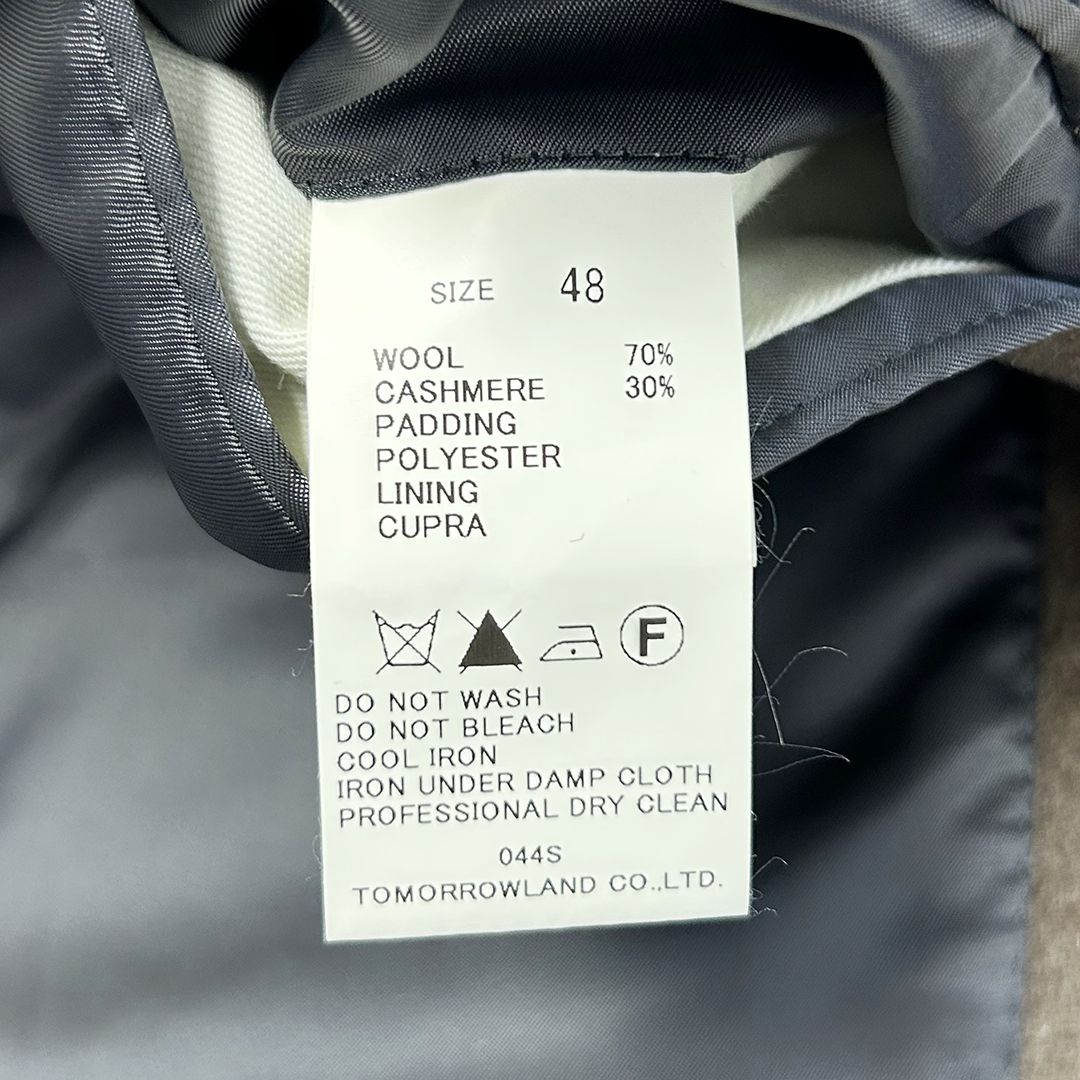 SIZE 48
WOOL 70%
CASHMERE 30%
PADDING
POLYESTER
LINING
CUPRA
F
DO NOT WASH
DO NOT BLEACH
COOL IRON
IRON UNDER DAMP CLOTH
PROFESSIONAL DRY CLEAN
044S
TOMORROWLAND CO.,LTD.